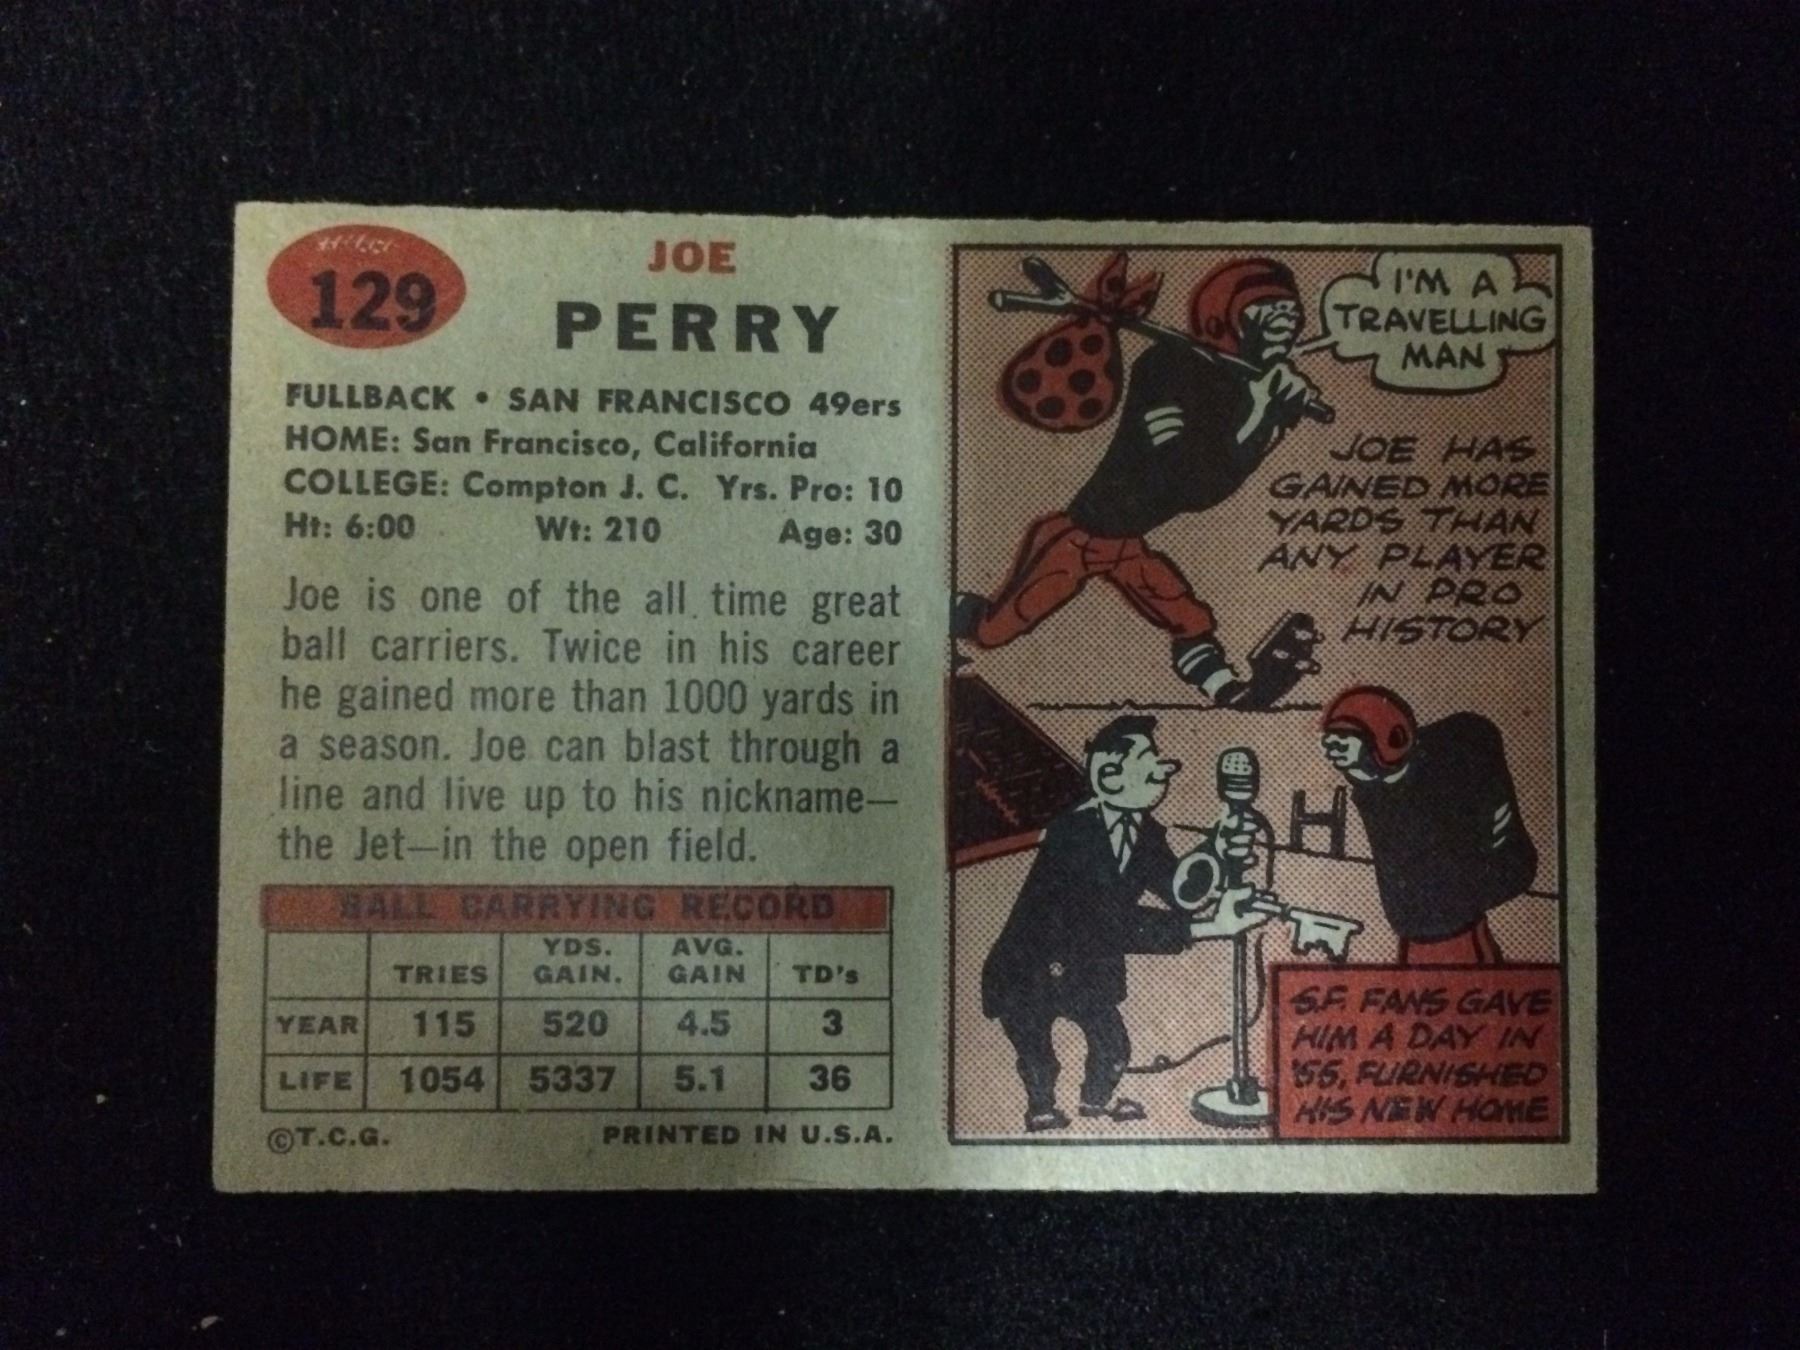 129
JOE
PERRY
FULLBACK • SAN FRANCISCO 49ers
HOME: San Francisco, California
COLLEGE: Compton J. C. Yrs. Pro: 10
Ht: 6:00 Wt: 210 Age: 30
Joe is one of the all time great
ball carriers. Twice in his career
he gained more than 1000 yards in
a season. Joe can blast through a
line and live up to his nickname—
the Jet—in the open field.
BALL CARRYING RECORD
TRIES YDS. GAIN. AVG. GAIN TD's
YEAR 115 520 4.5 3
LIFE 1054 5337 5.1 36
©T.C.G. PRINTED IN U.S.A.
I'M A
TRAVELLING
MAN
JOE HAS
GAINED MORE
YARDS THAN
ANY PLAYER
IN PRO
HISTORY
S.F. FANS GAVE
HIM A DAY IN
'55, FURNISHED
HIS NEW HOME